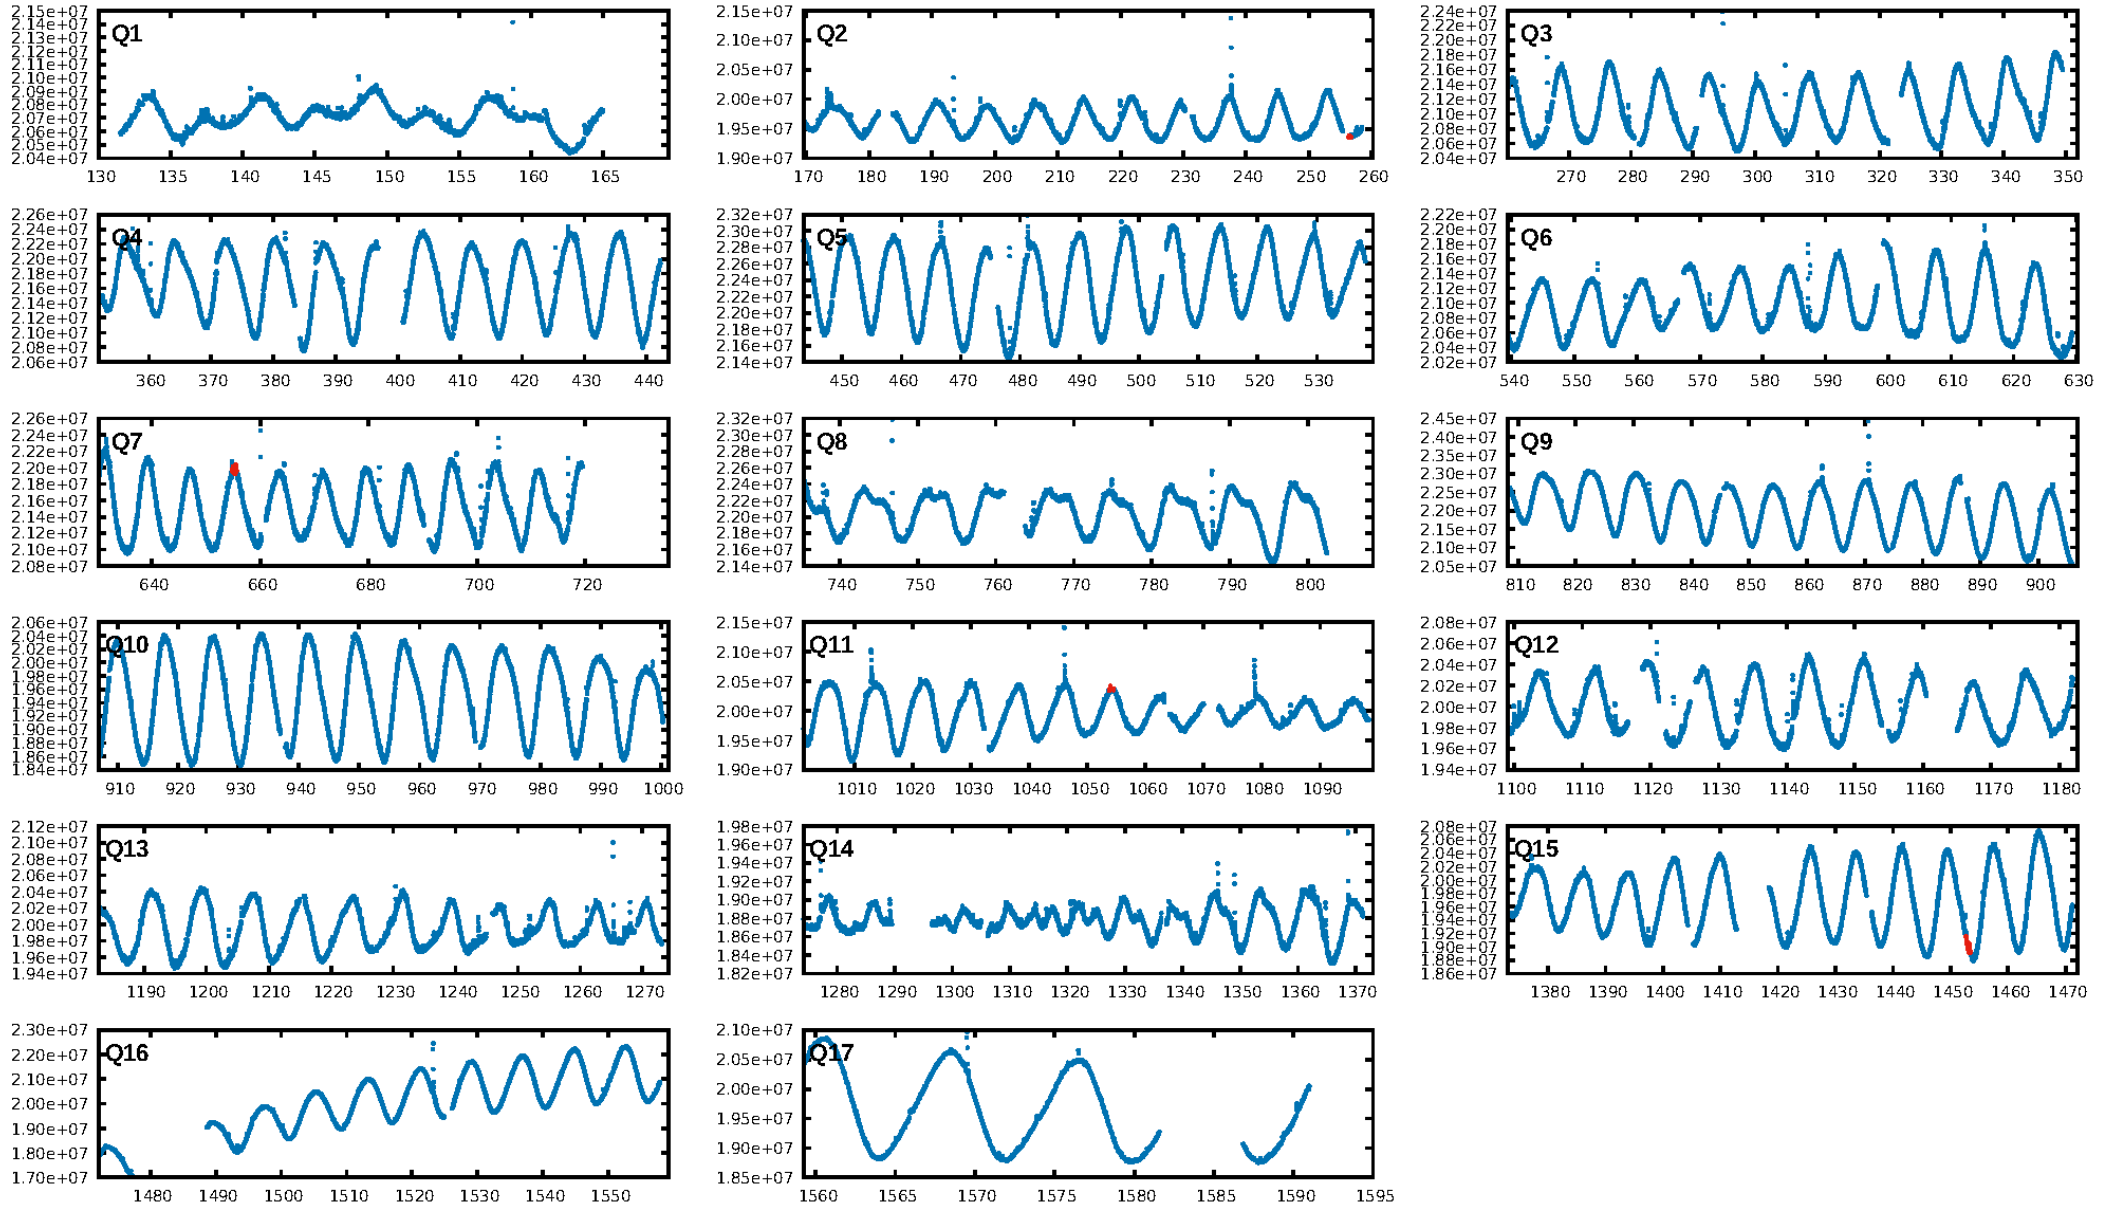 2.15e+07
2.14e+07
2.13e+07
2.12e+07
2.11e+07
2.10e+07
2.09e+07
2.08e+07
2.07e+07
2.06e+07
2.05e+07
2.04e+07
Q1
130 135 140 145 150 155 160 165
2.15e+07
2.10e+07
2.05e+07
2.00e+07
1.95e+07
1.90e+07
Q2
170 180 190 200 210 220 230 240 250 260
2.24e+07
2.22e+07
2.20e+07
2.18e+07
2.16e+07
2.14e+07
2.12e+07
2.10e+07
2.08e+07
2.06e+07
2.04e+07
Q3
270 280 290 300 310 320 330 340 350
2.26e+07
2.24e+07
2.22e+07
2.20e+07
2.18e+07
2.16e+07
2.14e+07
2.12e+07
2.10e+07
2.08e+07
2.06e+07
Q4
360 370 380 390 400 410 420 430 440
2.32e+07
2.30e+07
2.28e+07
2.26e+07
2.24e+07
2.22e+07
2.20e+07
2.18e+07
2.16e+07
2.14e+07
Q5
450 460 470 480 490 500 510 520 530
2.22e+07
2.20e+07
2.18e+07
2.16e+07
2.14e+07
2.12e+07
2.10e+07
2.08e+07
2.06e+07
2.04e+07
2.02e+07
Q6
540 550 560 570 580 590 600 610 620 630
2.26e+07
2.24e+07
2.22e+07
2.20e+07
2.18e+07
2.16e+07
2.14e+07
2.12e+07
2.10e+07
2.08e+07
Q7
640 660 680 700 720
2.32e+07
2.30e+07
2.28e+07
2.26e+07
2.24e+07
2.22e+07
2.20e+07
2.18e+07
2.16e+07
2.14e+07
Q8
740 750 760 770 780 790 800
2.45e+07
2.40e+07
2.35e+07
2.30e+07
2.25e+07
2.20e+07
2.15e+07
2.10e+07
2.05e+07
Q9
810 820 830 840 850 860 870 880 890 900
2.06e+07
2.04e+07
2.02e+07
2.00e+07
1.98e+07
1.96e+07
1.94e+07
1.92e+07
1.90e+07
1.88e+07
1.86e+07
1.84e+07
Q10
910 920 930 940 950 960 970 980 990 1000
2.15e+07
2.10e+07
2.05e+07
2.00e+07
1.95e+07
1.90e+07
Q11
1010 1020 1030 1040 1050 1060 1070 1080 1090
2.08e+07
2.06e+07
2.04e+07
2.02e+07
2.00e+07
1.98e+07
1.96e+07
1.94e+07
Q12
1100 1110 1120 1130 1140 1150 1160 1170 1180
2.12e+07
2.10e+07
2.08e+07
2.06e+07
2.04e+07
2.02e+07
2.00e+07
1.98e+07
1.96e+07
1.94e+07
Q13
1190 1200 1210 1220 1230 1240 1250 1260 1270
1.98e+07
1.96e+07
1.94e+07
1.92e+07
1.90e+07
1.88e+07
1.86e+07
1.84e+07
1.82e+07
Q14
1280 1290 1300 1310 1320 1330 1340 1350 1360 1370
2.08e+07
2.06e+07
2.04e+07
2.02e+07
2.00e+07
1.98e+07
1.96e+07
1.94e+07
1.92e+07
1.90e+07
1.88e+07
1.86e+07
Q15
1380 1390 1400 1410 1420 1430 1440 1450 1460 1470
2.30e+07
2.20e+07
2.10e+07
2.00e+07
1.90e+07
1.80e+07
1.70e+07
Q16
1480 1490 1500 1510 1520 1530 1540 1550
2.10e+07
2.05e+07
2.00e+07
1.95e+07
1.90e+07
1.85e+07
Q17
1560 1565 1570 1575 1580 1585 1590 1595